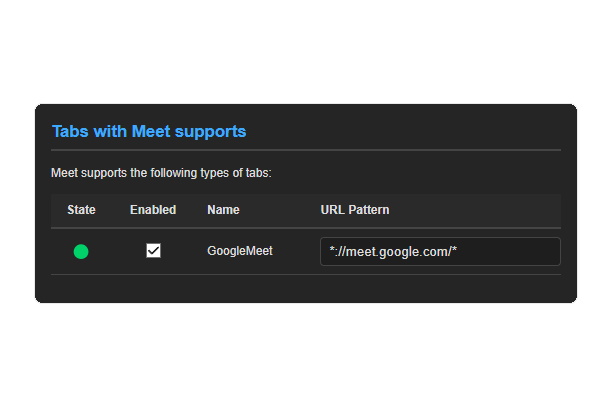 Tabs with Meet supports
Meet supports the following types of tabs:
State Enabled Name URL Pattern
GoogleMeet *://meet.google.com/*